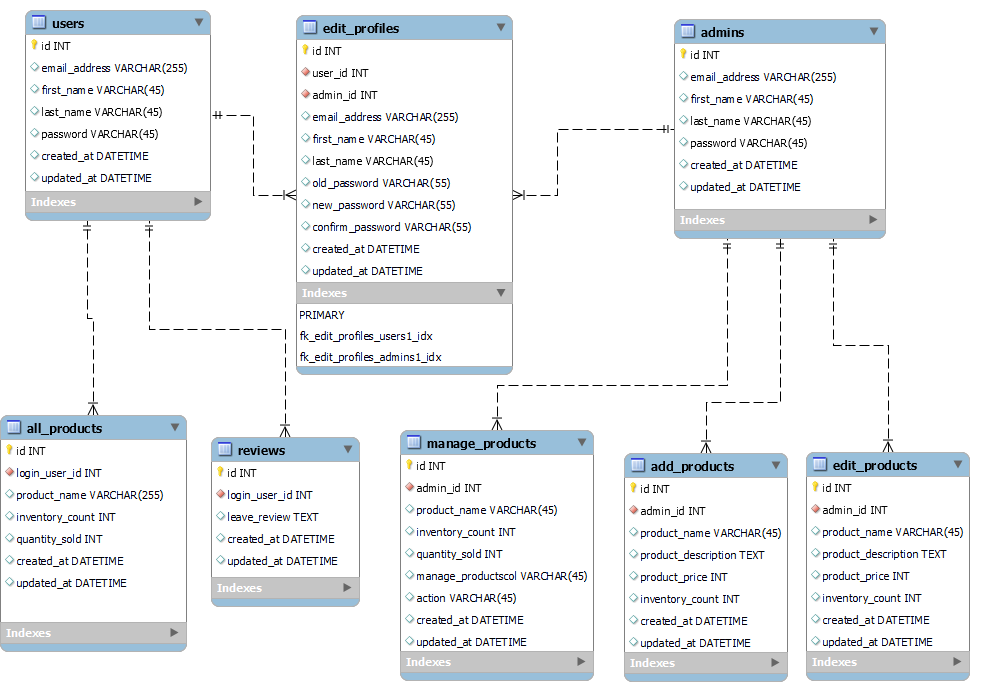 users
id INT
email_address VARCHAR(255)
first_name VARCHAR(45)
last_name VARCHAR(45)
password VARCHAR(45)
created_at DATETIME
updated_at DATETIME
Indexes
edit_profiles
id INT
user_id INT
admin_id INT
email_address VARCHAR(255)
first_name VARCHAR(45)
last_name VARCHAR(45)
old_password VARCHAR(55)
new_password VARCHAR(55)
confirm_password VARCHAR(55)
created_at DATETIME
updated_at DATETIME
Indexes
PRIMARY
fk_edit_profiles_users1_idx
fk_edit_profiles_admins1_idx
admins
id INT
email_address VARCHAR(255)
first_name VARCHAR(45)
last_name VARCHAR(45)
password VARCHAR(45)
created_at DATETIME
updated_at DATETIME
Indexes
all_products
id INT
login_user_id INT
product_name VARCHAR(255)
inventory_count INT
quantity_sold INT
created_at DATETIME
updated_at DATETIME
Indexes
reviews
id INT
login_user_id INT
leave_review TEXT
created_at DATETIME
updated_at DATETIME
Indexes
manage_products
id INT
admin_id INT
product_name VARCHAR(45)
inventory_count INT
quantity_sold INT
manage_productscol VARCHAR(45)
action VARCHAR(45)
created_at DATETIME
updated_at DATETIME
Indexes
add_products
id INT
admin_id INT
product_name VARCHAR(45)
product_description TEXT
product_price INT
inventory_count INT
created_at DATETIME
updated_at DATETIME
Indexes
edit_products
id INT
admin_id INT
product_name VARCHAR(45)
product_description TEXT
product_price INT
inventory_count INT
created_at DATETIME
updated_at DATETIME
Indexes